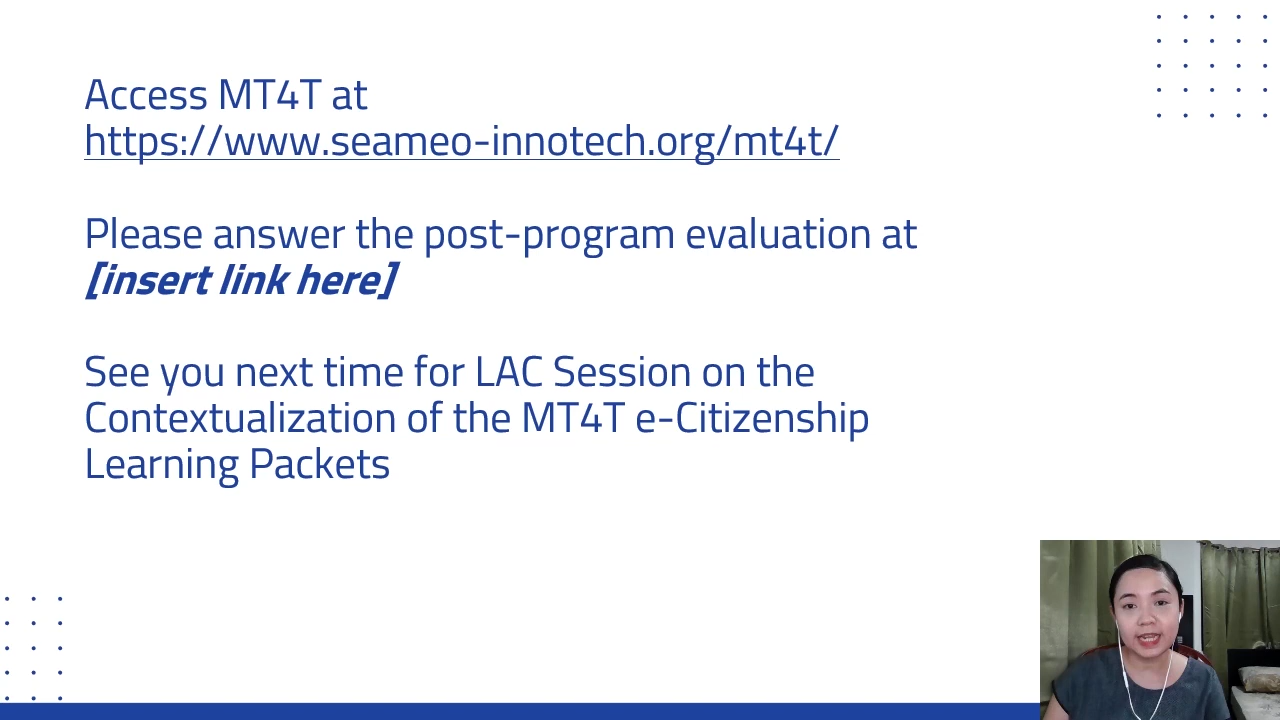 Access MT4T at
https://www.seameo-innotech.org/mt4t/
Please answer the post-program evaluation at
[insert link here]
See you next time for LAC Session on the
Contextualization of the MT4T e-Citizenship
Learning Packets